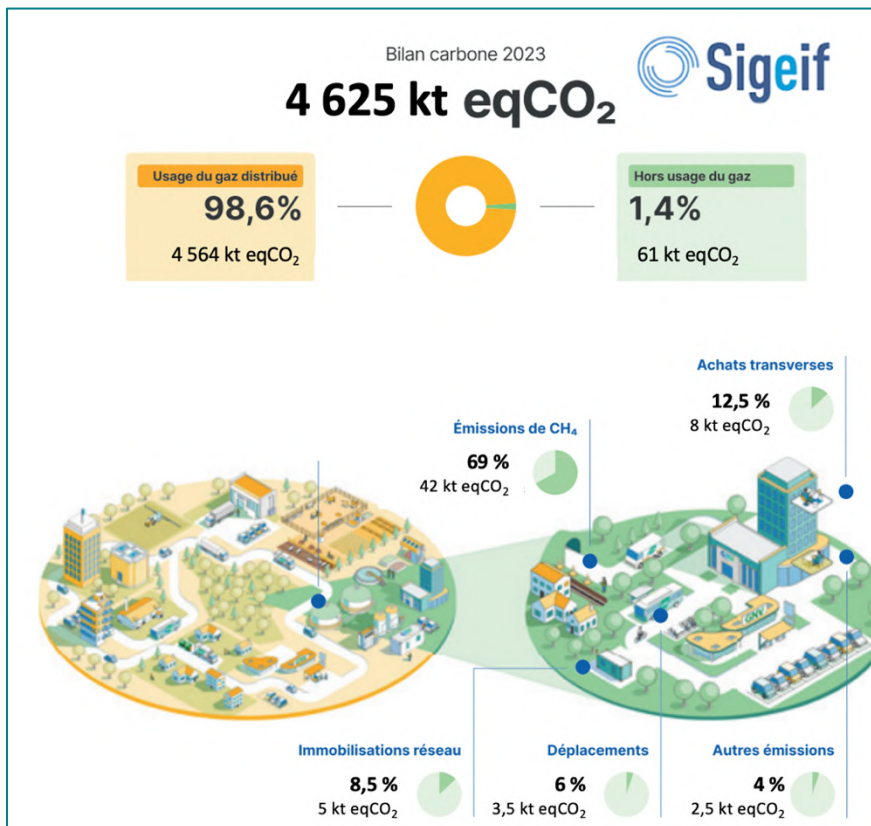 Bilan carbone 2023
4 625 kt eqCO₂
Sigeif
Usage du gaz distribué
98,6%
4 564 kt eqCO₂
Hors usage du gaz
1,4%
61 kt eqCO₂
Achats transverses
12,5 %
8 kt eqCO₂
Émissions de CH₄
69 %
42 kt eqCO₂
GNV
Immobilisations réseau
8,5 %
5 kt eqCO₂
Déplacements
6 %
3,5 kt eqCO₂
Autres émissions
4 %
2,5 kt eqCO₂